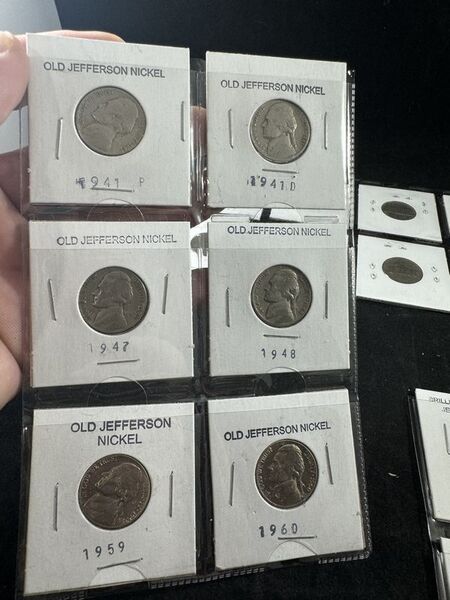 OLD JEFFERSON NICKEL
1941 P
OLD JEFFERSON NICKEL
1941 D
OLD JEFFERSON NICKEL
1947
OLD JEFFERSON NICKEL
1948
OLD JEFFERSON
NICKEL
1959
OLD JEFFERSON NICKEL
1960